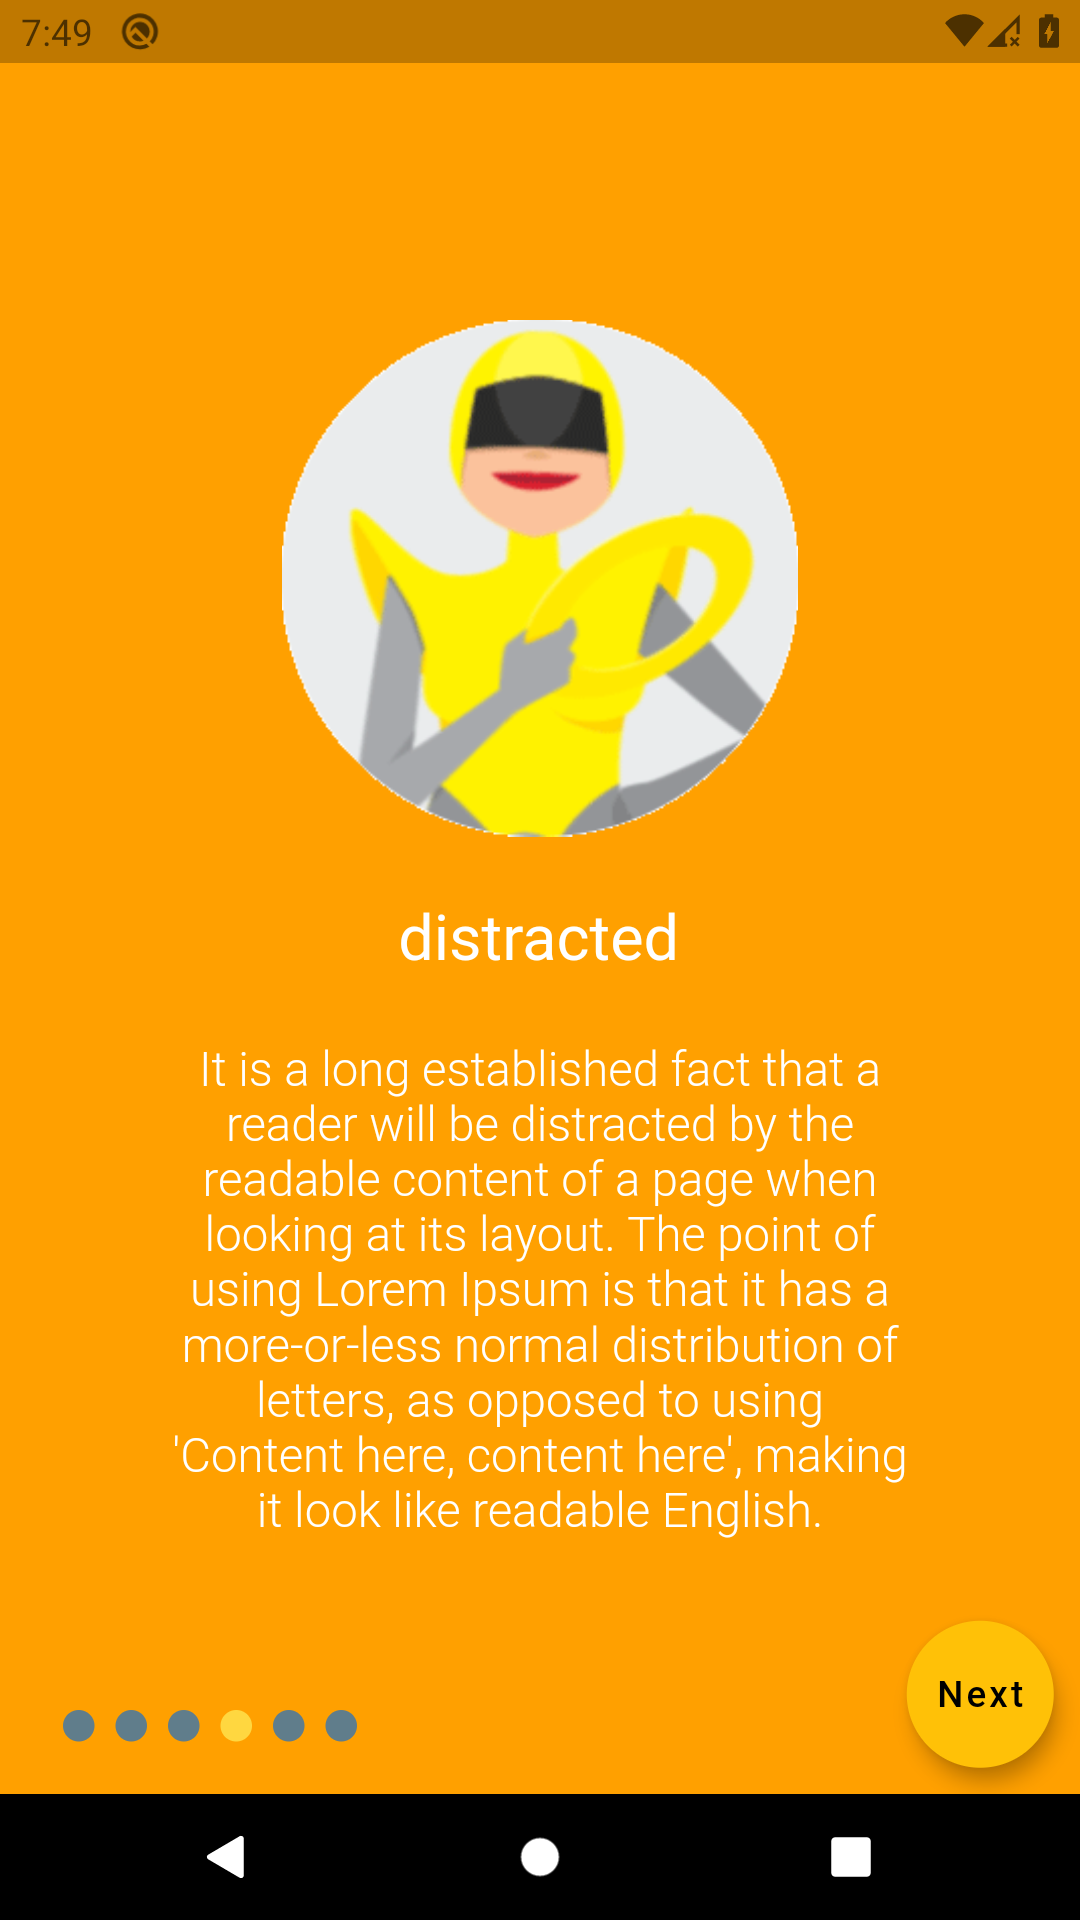 7:49
distracted
It is a long established fact that a
reader will be distracted by the
readable content of a page when
looking at its layout. The point of
using Lorem Ipsum is that it has a
more-or-less normal distribution of
letters, as opposed to using
'Content here, content here', making
it look like readable English.
Next